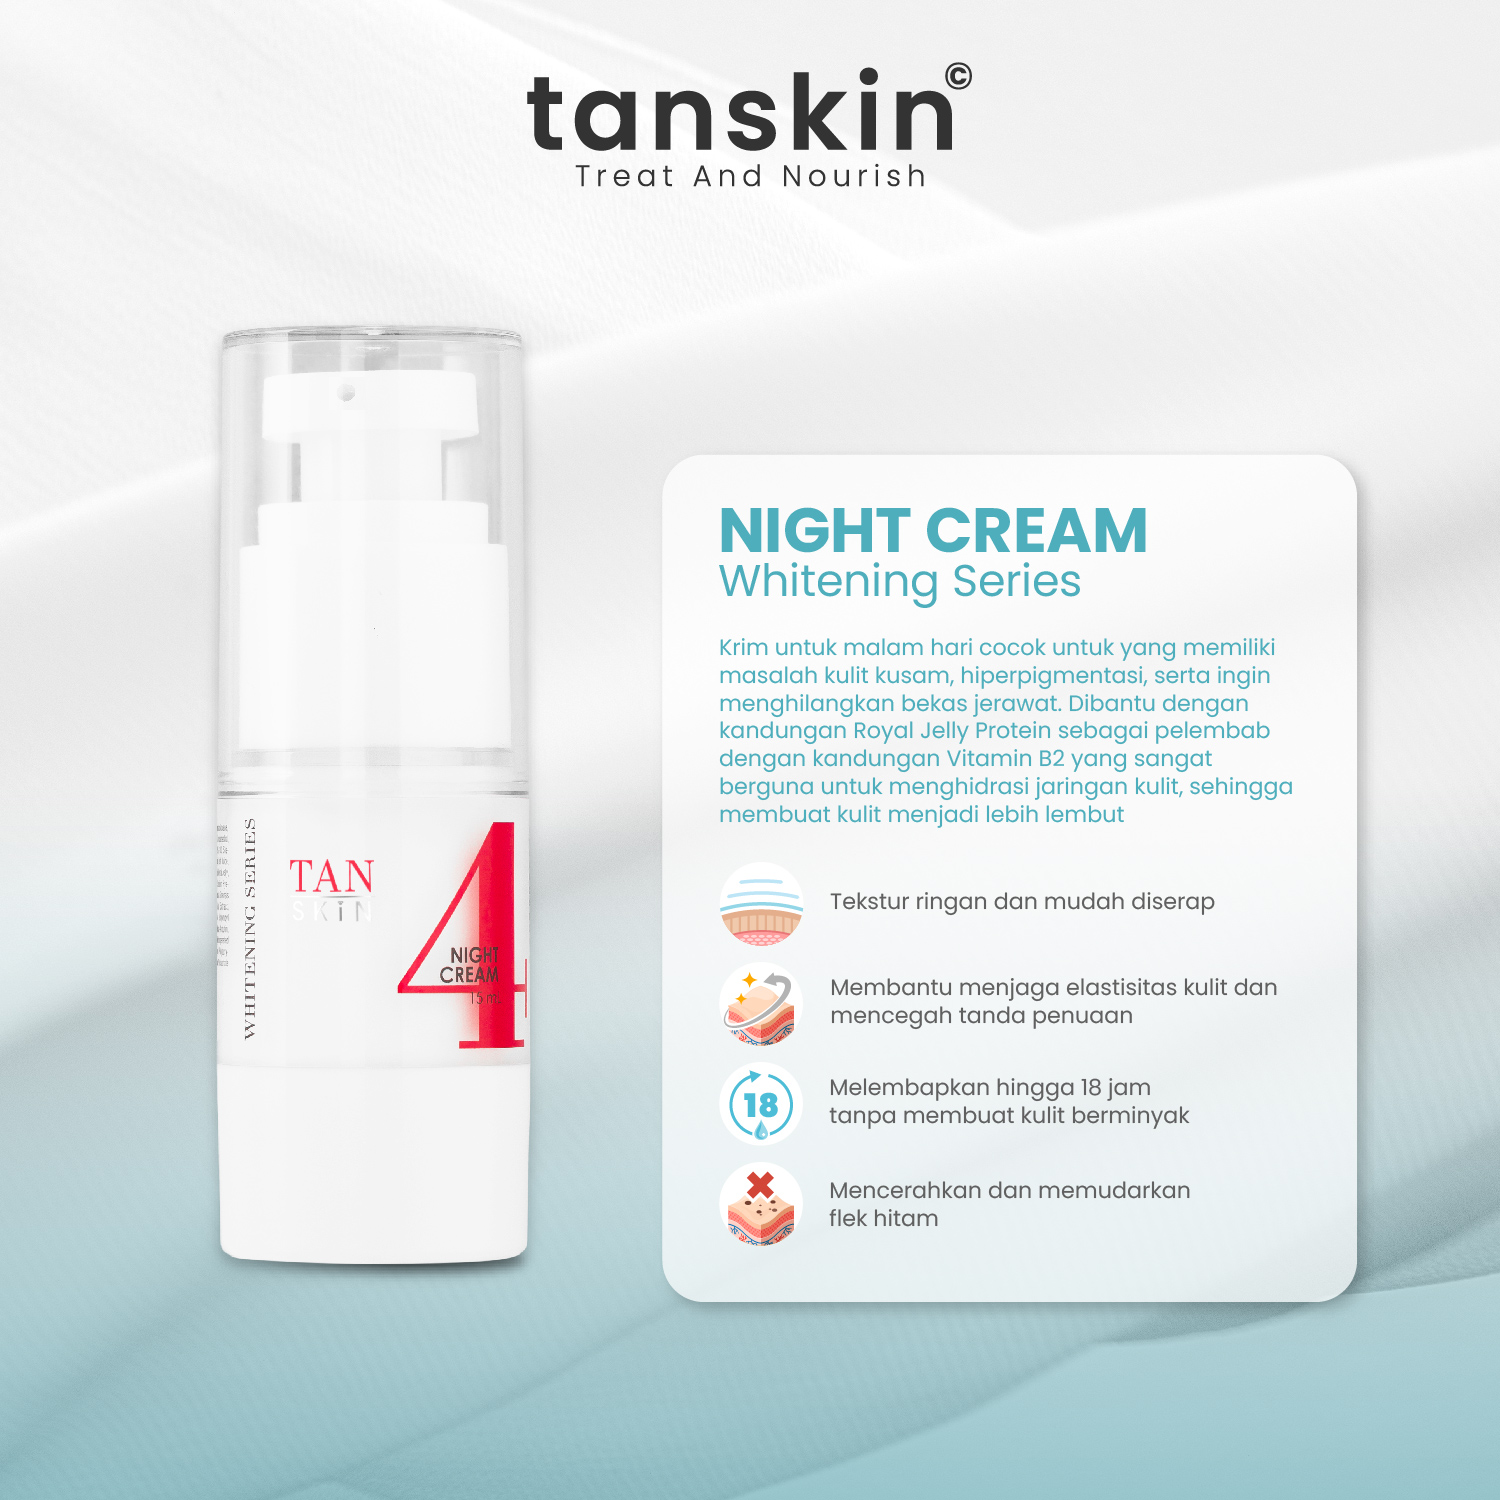 tanskin©
Treat And Nourish
WHITENING SERIES
TAN
SKIN
4
NIGHT
CREAM
NIGHT CREAM
Whitening Series
Krim untuk malam hari cocok untuk yang memiliki
masalah kulit kusam, hiperpigmentasi, serta ingin
menghilangkan bekas jerawat. Dibantu dengan
kandungan Royal Jelly Protein sebagai pelembab
dengan kandungan Vitamin B2 yang sangat
berguna untuk menghidrasi jaringan kulit, sehingga
membuat kulit menjadi lebih lembut
Tekstur ringan dan mudah diserap
Membantu menjaga elastisitas kulit dan
mencegah tanda penuaan
18
Melembapkan hingga 18 jam
tanpa membuat kulit berminyak
Mencerahkan dan memudarkan
flek hitam